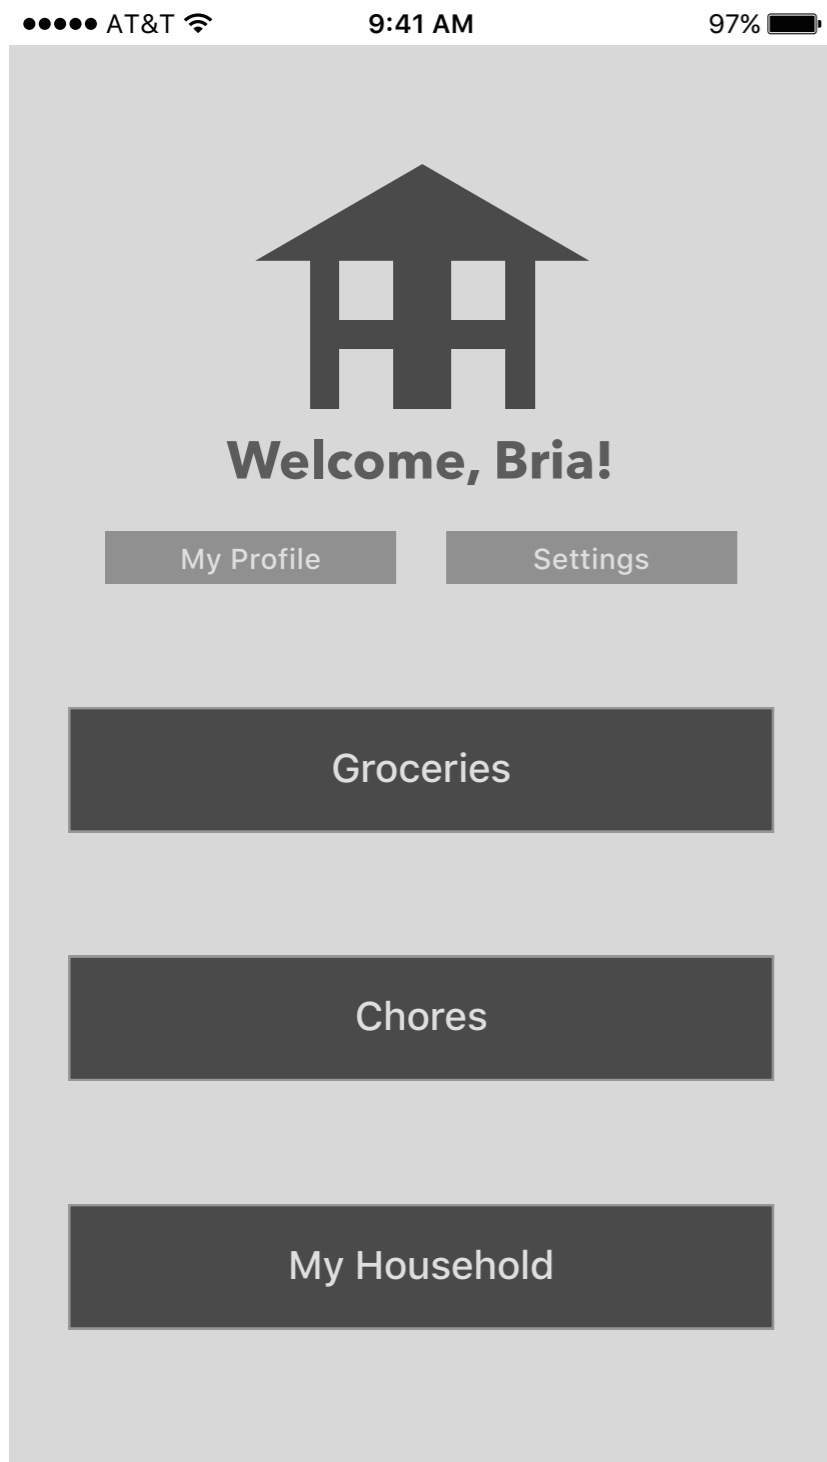 AT&T 9:41 AM 97%
Welcome, Bria!
My Profile Settings
Groceries
Chores
My Household